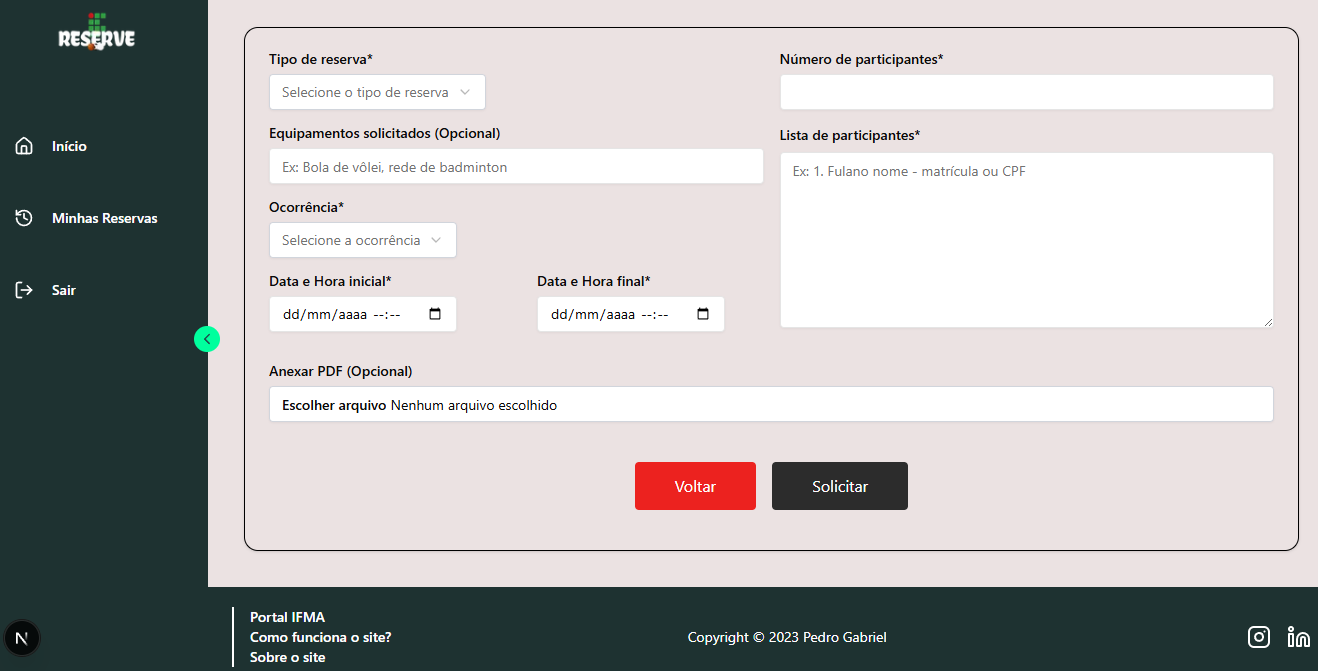 RESERVE
Início
Minhas Reservas
Sair
Tipo de reserva*
Selecione o tipo de reserva
Equipamentos solicitados (Opcional)
Ex: Bola de vôlei, rede de badminton
Ocorrência*
Selecione a ocorrência
Data e Hora inicial*
dd/mm/aaaa --:--
Data e Hora final*
dd/mm/aaaa --:--
Número de participantes*
Lista de participantes*
Ex: 1. Fulano nome - matrícula ou CPF
Anexar PDF (Opcional)
Escolher arquivo Nenhum arquivo escolhido
Voltar
Solicitar
N
Portal IFMA
Como funciona o site?
Sobre o site
Copyright © 2023 Pedro Gabriel
in